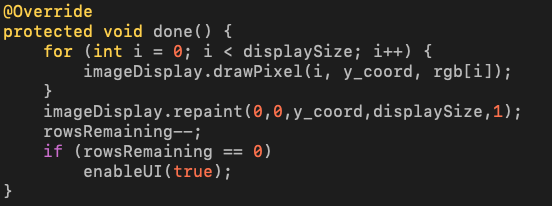 @Override
protected void done() {
    for (int i = 0; i < displaySize; i++) {
        imageDisplay.drawPixel(i, y_coord, rgb[i]);
    }
    imageDisplay.repaint(0,0,y_coord,displaySize,1);
    rowsRemaining--;
    if (rowsRemaining == 0)
        enableUI(true);
}